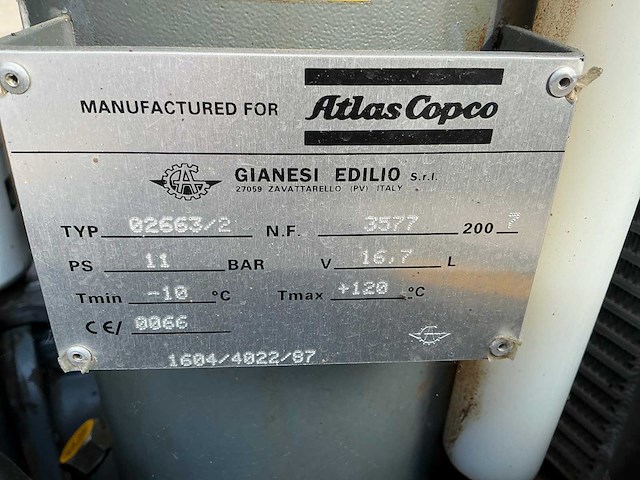 MANUFACTURED FOR Atlas Copco
GIANESI EDILIO S.r.l.
27059 ZAVATTARELLO (PV) ITALY
TYP 02663/2 N.F. 3577 2007
PS 11 BAR V 16,7 L
Tmin -10 °C Tmax +120 °C
CE/ 0066
1604/4022/87